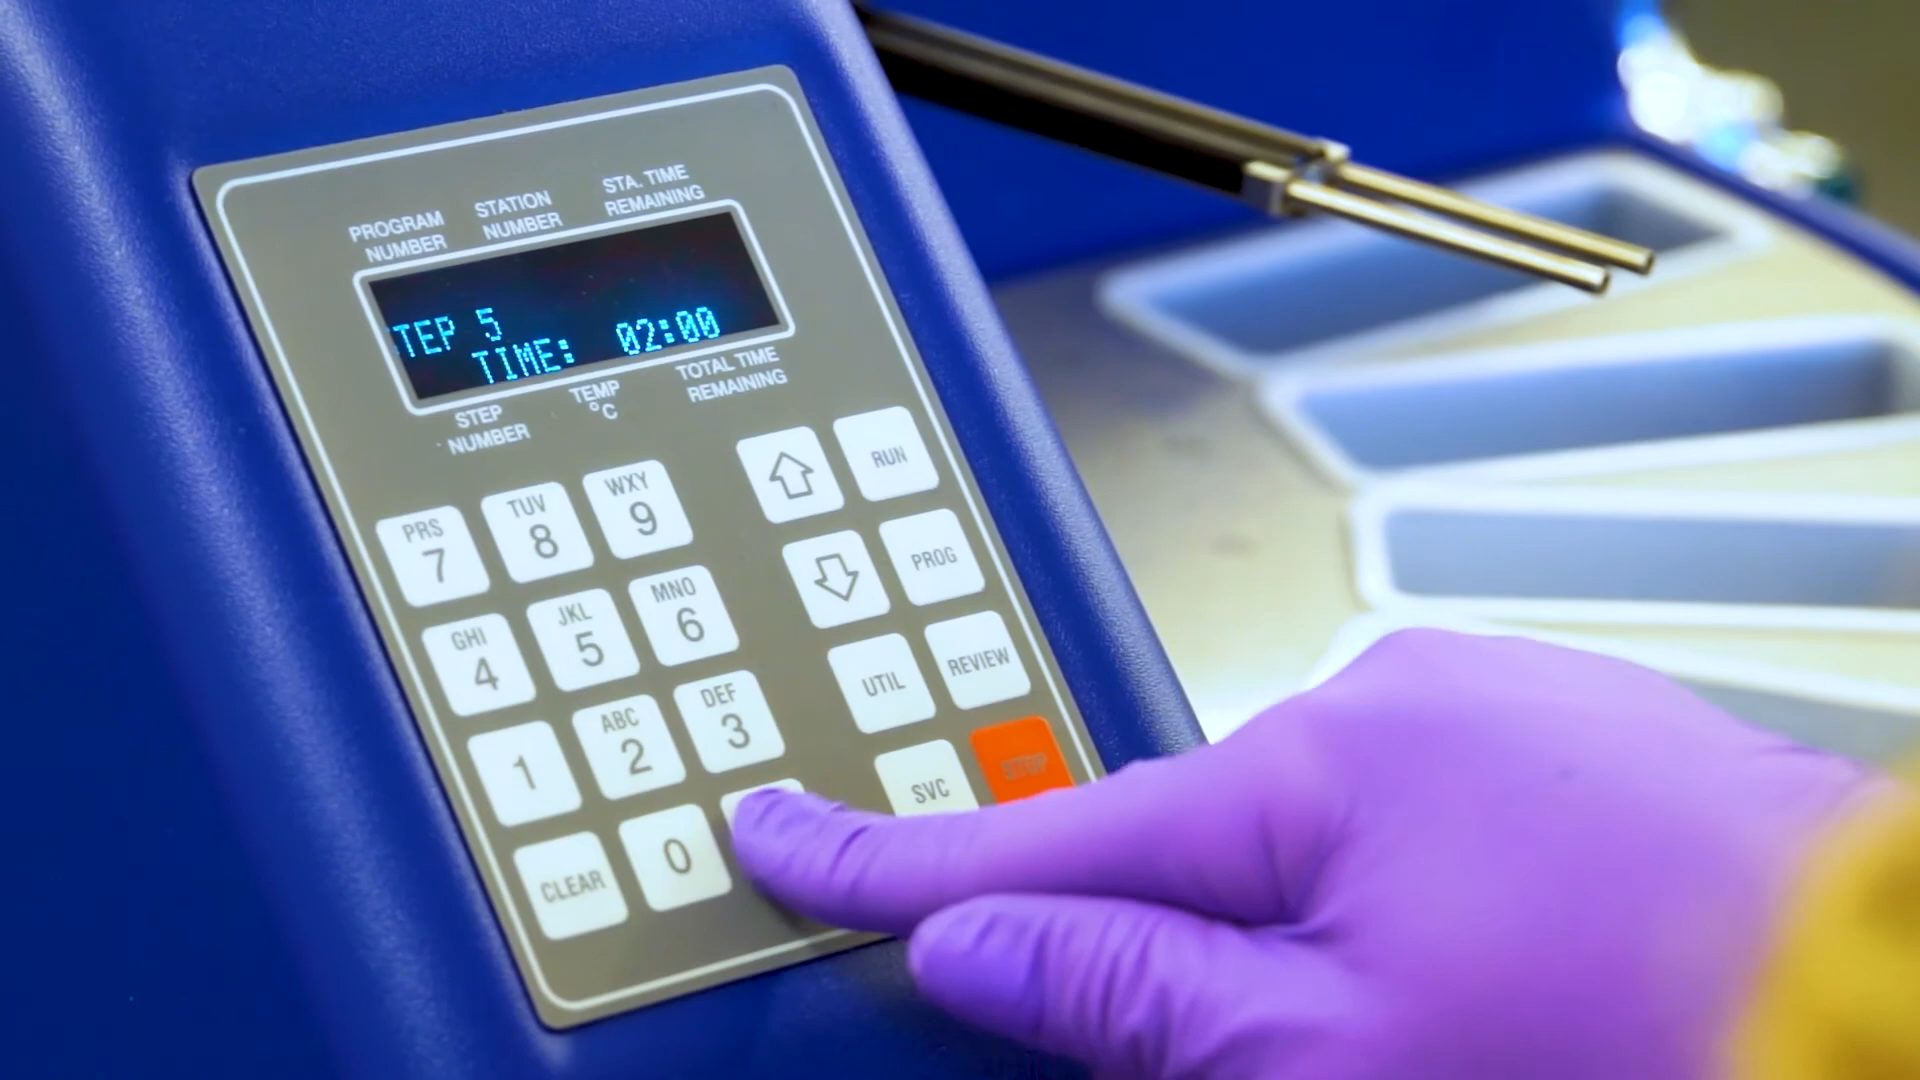 PROGRAM
NUMBER
STATION
NUMBER
STA. TIME
REMAINING
TEP 5
TIME: 02:00
STEP
NUMBER
TEMP
°C
TOTAL TIME
REMAINING
RUN
PRS
7
TUV
8
WXY
9
PROG
GHI
4
JKL
5
MNO
6
UTIL
REVIEW
1
ABC
2
DEF
3
SVC
STOP
CLEAR
0